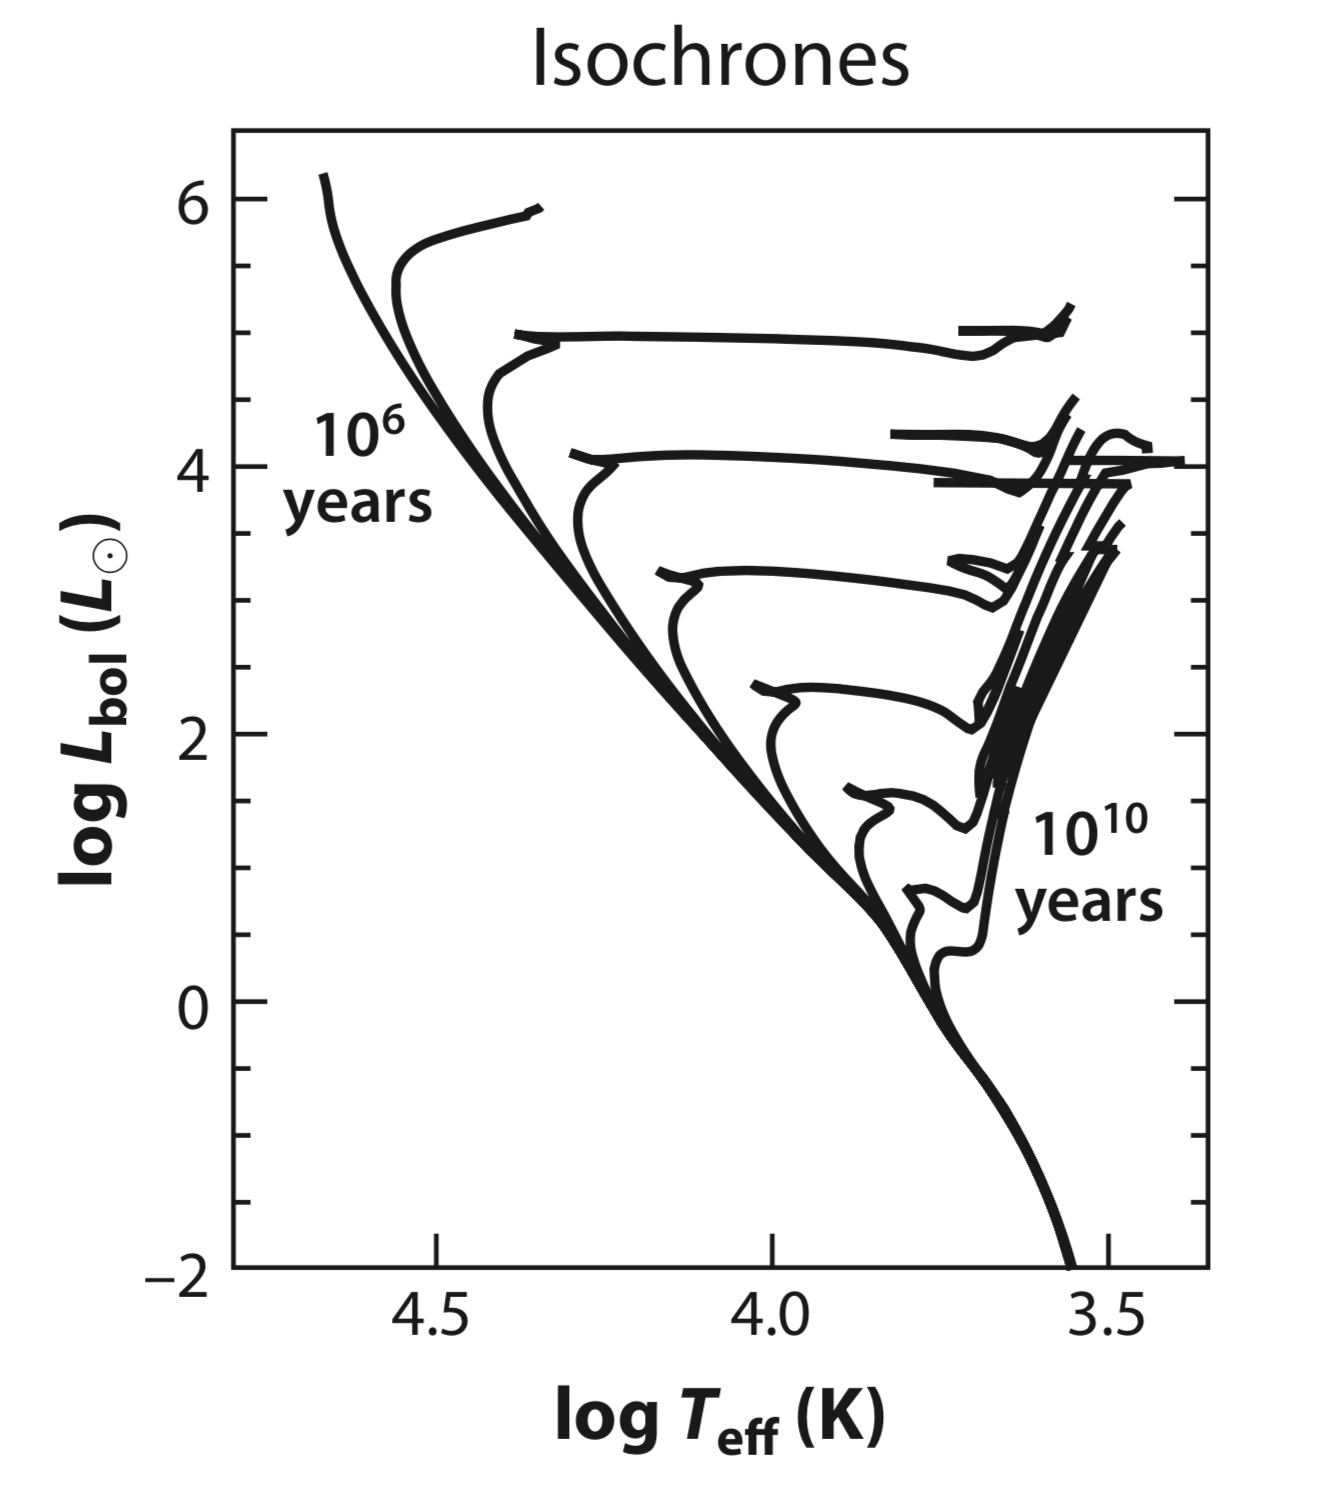 Isochrones
6
4
2
0
−2
10⁶
years
10¹⁰
years
log L_bol (L_⊙)
4.5 4.0 3.5
log T_eff (K)